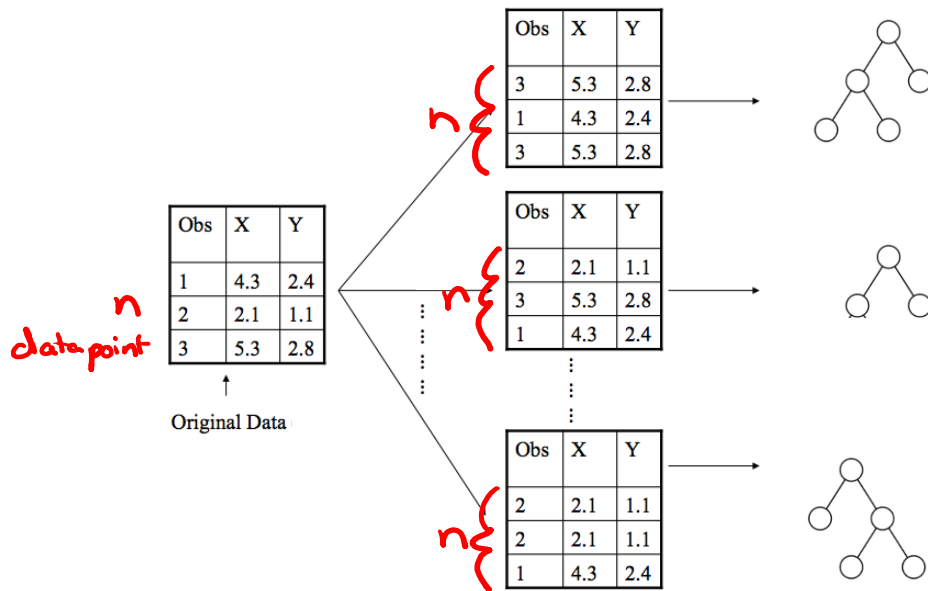 Obs X Y
3 5.3 2.8
1 4.3 2.4
3 5.3 2.8
n
Obs X Y
1 4.3 2.4
2 2.1 1.1
3 5.3 2.8
n
data point
Original Data
Obs X Y
2 2.1 1.1
3 5.3 2.8
1 4.3 2.4
n
Obs X Y
2 2.1 1.1
2 2.1 1.1
1 4.3 2.4
n